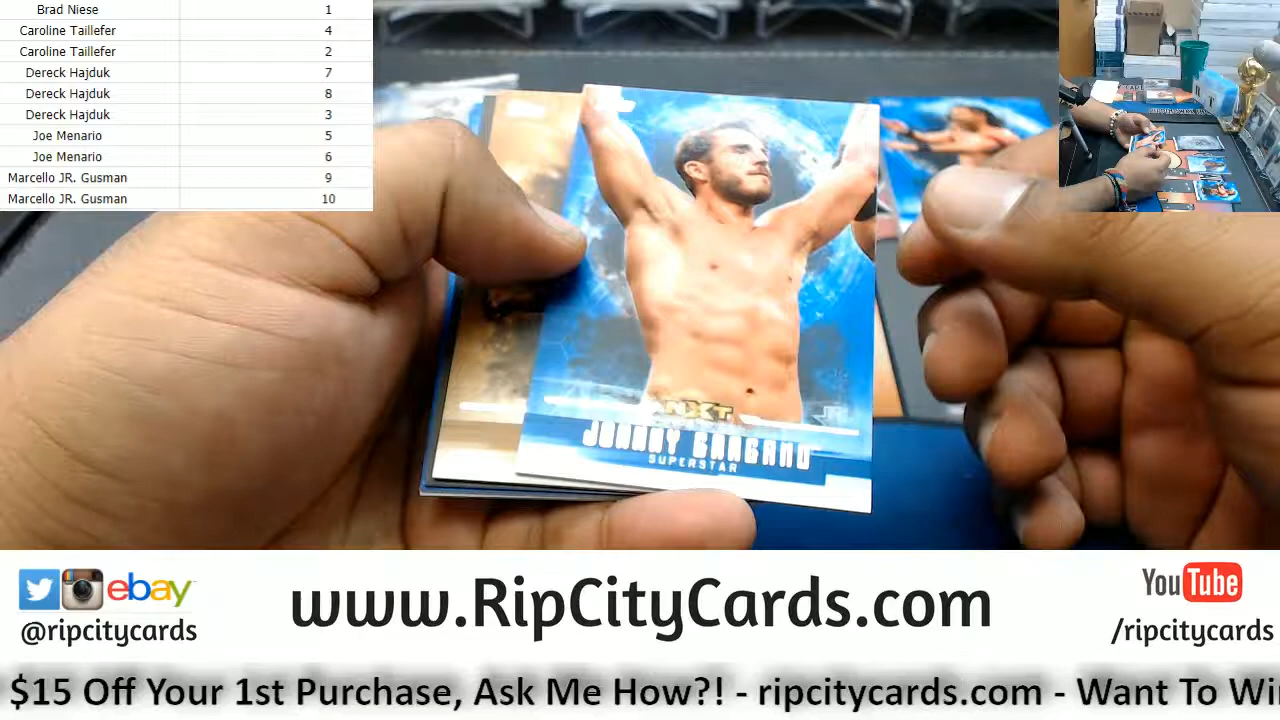 Brad Niese 1
Caroline Taillefer 4
Caroline Taillefer 2
Dereck Hajduk 7
Dereck Hajduk 8
Dereck Hajduk 3
Joe Menario 5
Joe Menario 6
Marcello JR. Gusman 9
Marcello JR. Gusman 10
NXT
JOHNNY GARGANO
SUPERSTAR
ebay
@ripcitycards
www.RipCityCards.com
YouTube
/ripcitycards
$15 Off Your 1st Purchase, Ask Me How?! - ripcitycards.com - Want To Wi